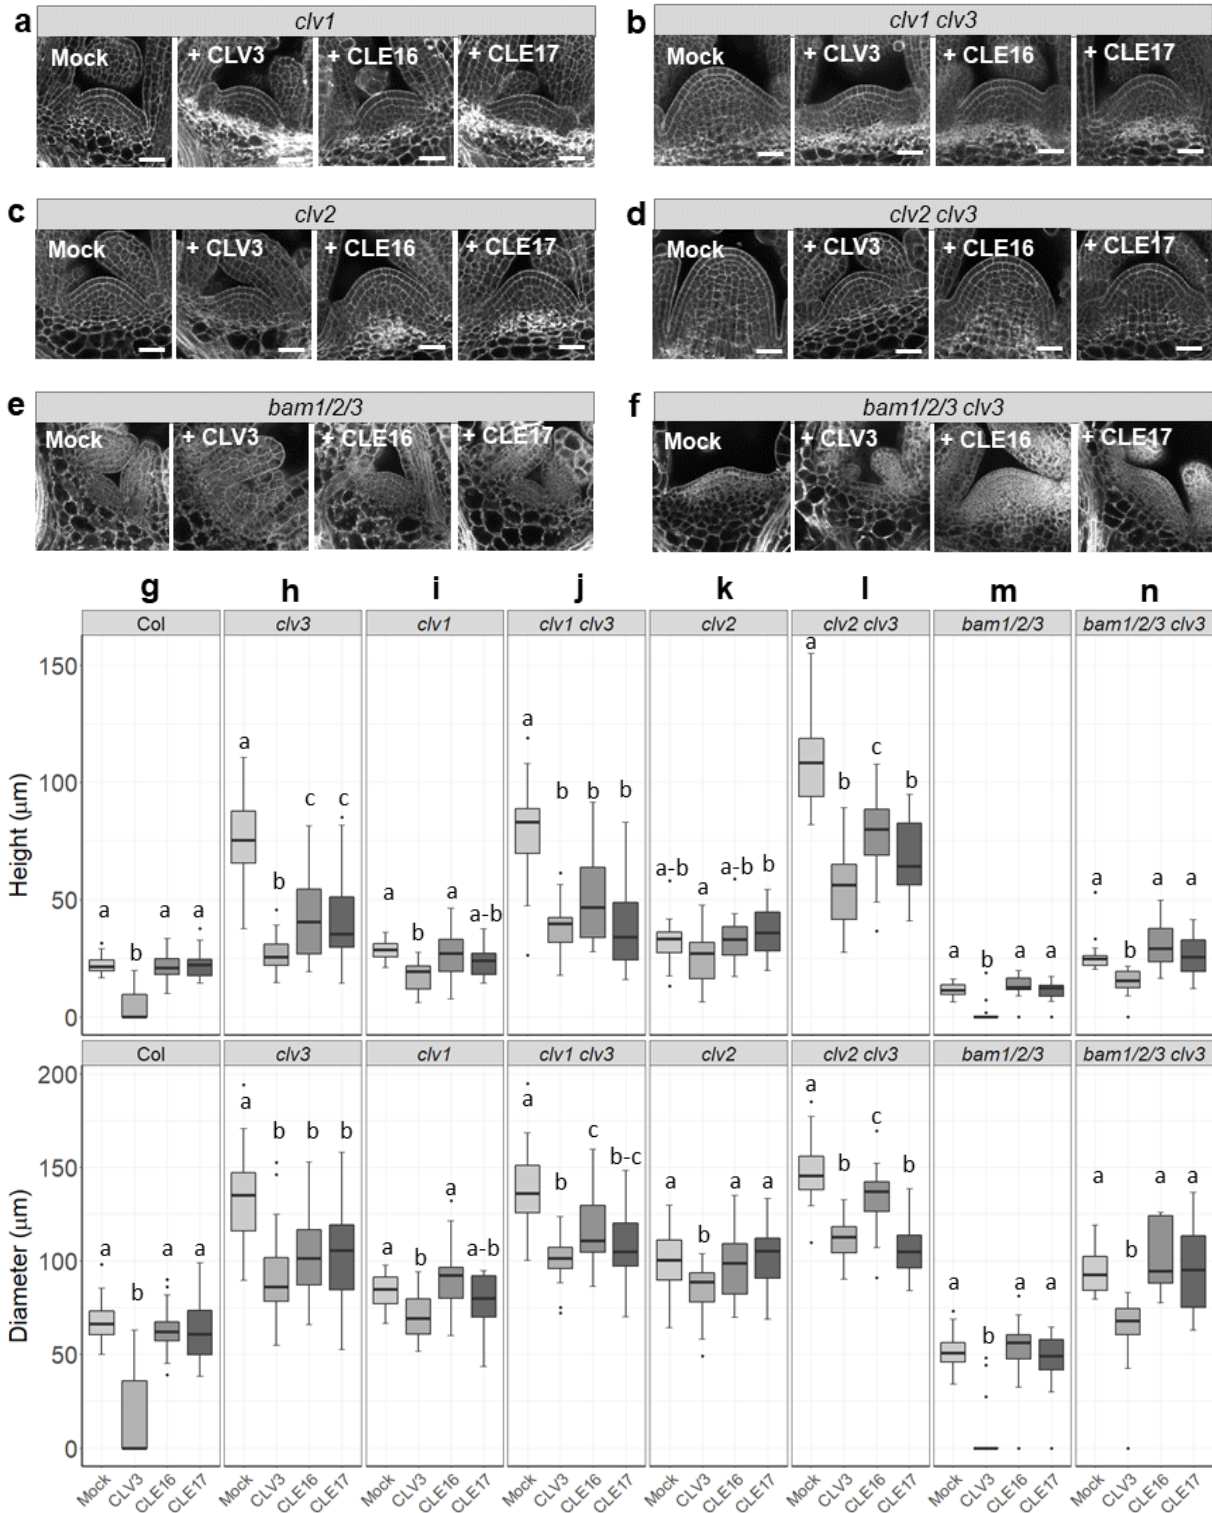 a clv1 b clv1 clv3
Mock + CLV3 + CLE16 + CLE17 Mock + CLV3 + CLE16 + CLE17
c clv2 d clv2 clv3
Mock + CLV3 + CLE16 + CLE17 Mock + CLV3 + CLE16 + CLE17
e bam1/2/3 f bam1/2/3 clv3
Mock + CLV3 + CLE16 + CLE17 Mock + CLV3 + CLE16 + CLE17
g h i j k l m n
Col clv3 clv1 clv1 clv3 clv2 clv2 clv3 bam1/2/3 bam1/2/3 clv3
Height (µm)
150
100
50
0
a b a a
a b c c
a b a a-b
a b b b
a-b a a-b b
a b c b
a b a a
a b a a
Col clv3 clv1 clv1 clv3 clv2 clv2 clv3 bam1/2/3 bam1/2/3 clv3
Diameter (µm)
200
150
100
50
0
a b a a
a b b b
a b a a-b
a b c b-c
a b a a
a b c b
a b a a
a b a a
Mock CLV3 CLE16 CLE17 Mock CLV3 CLE16 CLE17 Mock CLV3 CLE16 CLE17 Mock CLV3 CLE16 CLE17 Mock CLV3 CLE16 CLE17 Mock CLV3 CLE16 CLE17 Mock CLV3 CLE16 CLE17 Mock CLV3 CLE16 CLE17